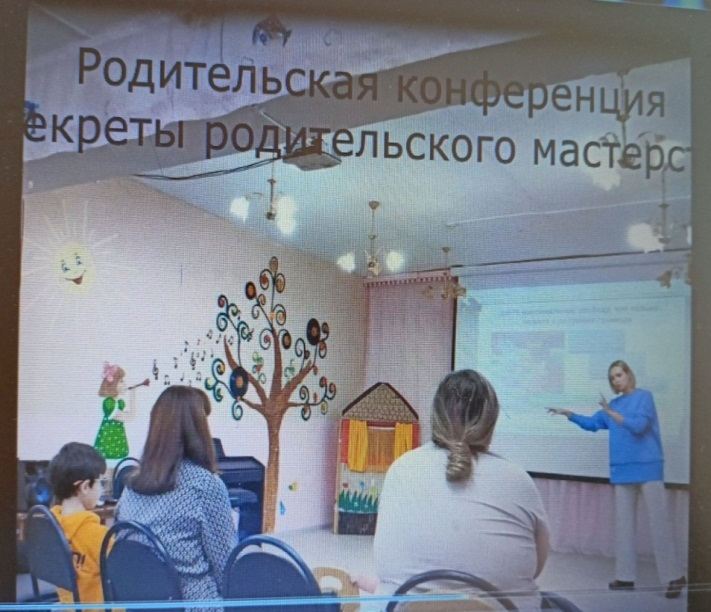 Родительская конференция
екреты родительского мастерс